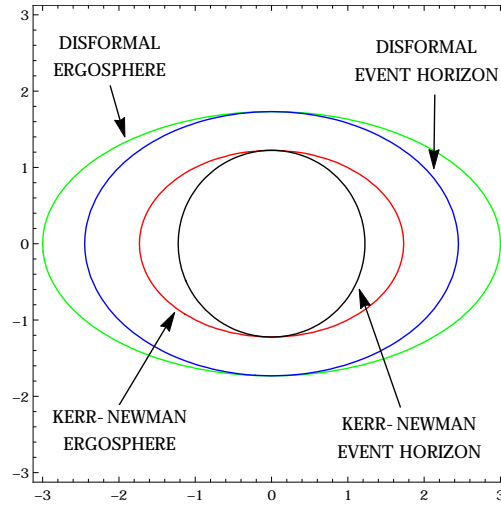 3
2
1
0
-1
-2
-3
-3
-2
-1
0
1
2
3
DISFORMAL
ERGOSPHERE
DISFORMAL
EVENT HORIZON
KERR-NEWMAN
ERGOSPHERE
KERR-NEWMAN
EVENT HORIZON